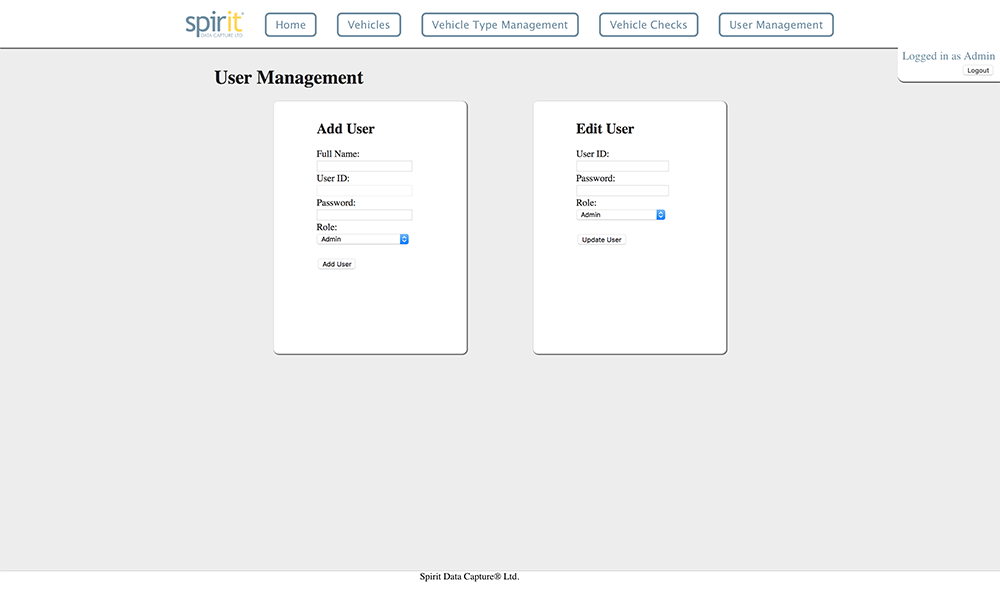 spirit
DATA CAPTURE LTD
Home
Vehicles
Vehicle Type Management
Vehicle Checks
User Management
Logged in as Admin
Logout
User Management
Add User
Full Name:
User ID:
Password:
Role:
Admin
Add User
Edit User
User ID:
Password:
Role:
Admin
Update User
Spirit Data Capture® Ltd.